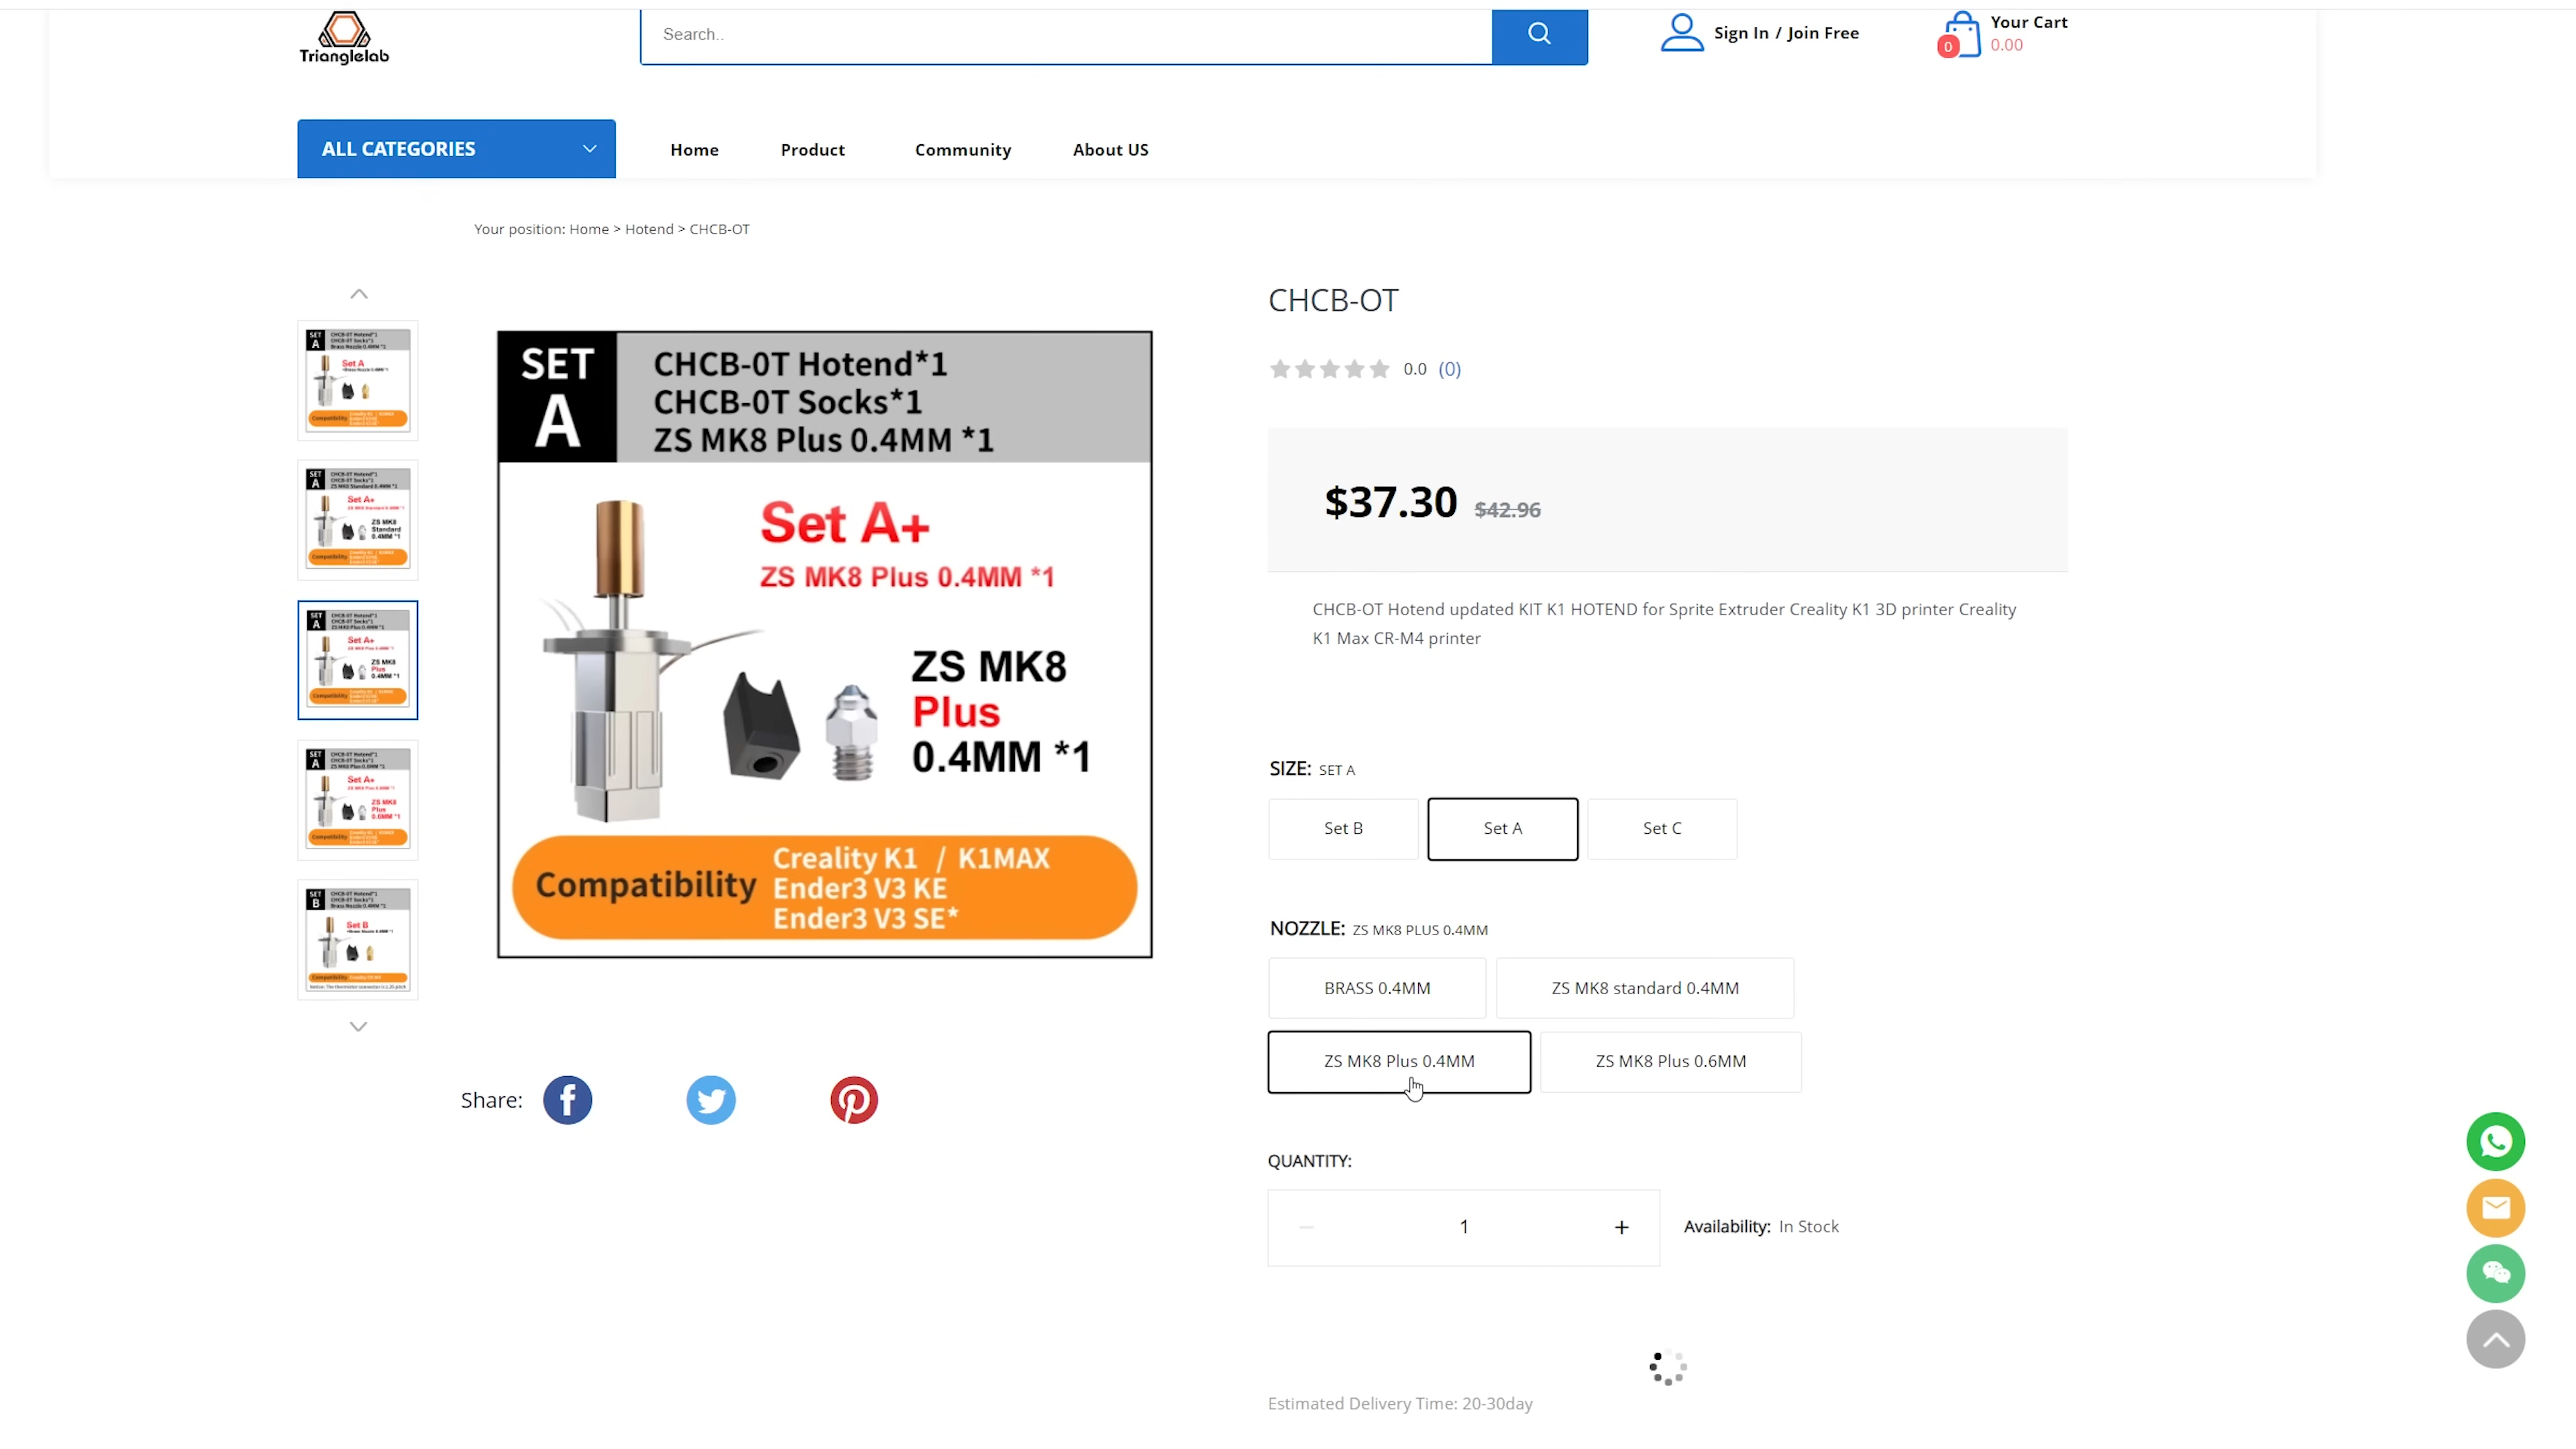 Trianglelab
Search..
Sign In / Join Free
0
Your Cart
0.00
ALL CATEGORIES
Home
Product
Community
About US
Your position: Home > Hotend > CHCB-OT
SET
A
CHCB-0T Hotend*1
CHCB-0T Socks*1
ZS MK8 Plus 0.4MM *1
Set A+
ZS MK8 Plus 0.4MM *1
ZS MK8
Plus
0.4MM *1
Compatibility
Creality K1 / K1MAX
Ender3 V3 KE
Ender3 V3 SE*
Share:
CHCB-OT
0.0 (0)
$37.30 $42.96
CHCB-OT Hotend updated KIT K1 HOTEND for Sprite Extruder Creality K1 3D printer Creality
K1 Max CR-M4 printer
SIZE: SET A
Set B
Set A
Set C
NOZZLE: ZS MK8 PLUS 0.4MM
BRASS 0.4MM
ZS MK8 standard 0.4MM
ZS MK8 Plus 0.4MM
ZS MK8 Plus 0.6MM
QUANTITY:
1
+
Availability: In Stock
Estimated Delivery Time: 20-30day